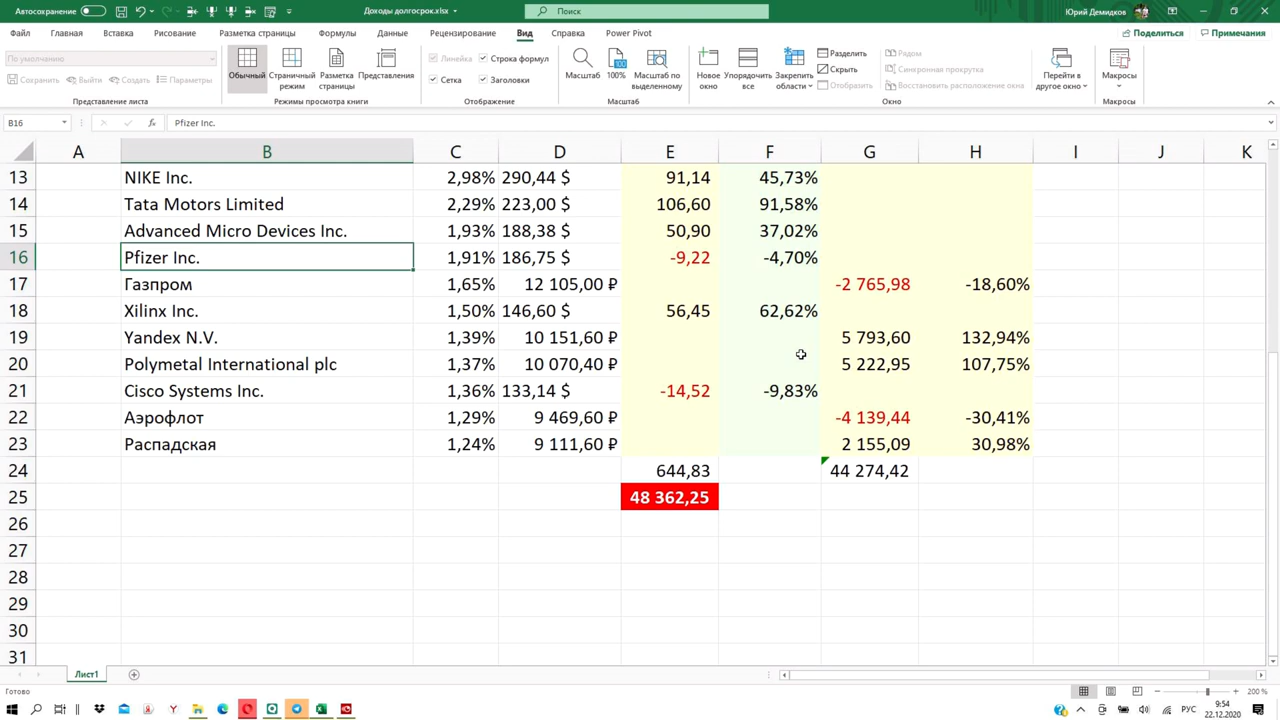 Автосохранение
Доходы долгосрок.xlsx
Поиск
Юрий Демидков
Файл Главная Вставка Рисование Разметка страницы Формулы Данные Рецензирование Вид Справка Power Pivot
Поделиться Примечания
По умолчанию
Сохранить Выйти Создать Параметры
Представление листа
Обычный
Страничный режим
Разметка страницы
Представления
Режимы просмотра книги
Линейка Строка формул
Сетка Заголовки
Отображение
Масштаб
100%
Масштаб по выделенному
Масштаб
Новое окно
Упорядочить все
Закрепить области
Разделить
Скрыть
Отобразить
Рядом
Синхронная прокрутка
Восстановить расположение окна
Окно
Перейти в другое окно
Макросы
Макросы
B16 fx Pfizer Inc.
A B C D E F G H I J K
13 NIKE Inc. 2,98% 290,44 $ 91,14 45,73%
14 Tata Motors Limited 2,29% 223,00 $ 106,60 91,58%
15 Advanced Micro Devices Inc. 1,93% 188,38 $ 50,90 37,02%
16 Pfizer Inc. 1,91% 186,75 $ -9,22 -4,70%
17 Газпром 1,65% 12 105,00 ₽ -2 765,98 -18,60%
18 Xilinx Inc. 1,50% 146,60 $ 56,45 62,62%
19 Yandex N.V. 1,39% 10 151,60 ₽ 5 793,60 132,94%
20 Polymetal International plc 1,37% 10 070,40 ₽ 5 222,95 107,75%
21 Cisco Systems Inc. 1,36% 133,14 $ -14,52 -9,83%
22 Аэрофлот 1,29% 9 469,60 ₽ -4 139,44 -30,41%
23 Распадская 1,24% 9 111,60 ₽ 2 155,09 30,98%
24 644,83 44 274,42
25 48 362,25
26
27
28
29
30
31
Лист1
Готово
200 %
РУС
9:54
22.12.2020